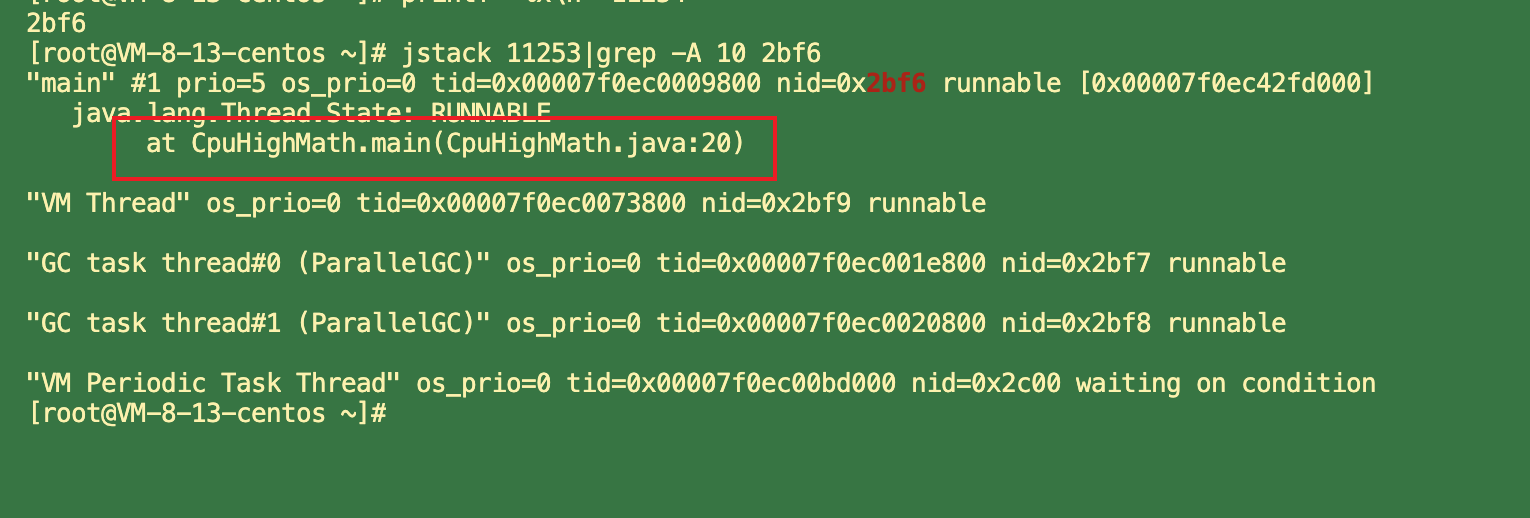 2bf6
[root@VM-8-13-centos ~]# jstack 11253|grep -A 10 2bf6
"main" #1 prio=5 os_prio=0 tid=0x00007f0ec0009800 nid=0x2bf6 runnable [0x00007f0ec42fd000]
java.lang.Thread.State: RUNNABLE
at CpuHighMath.main(CpuHighMath.java:20)
"VM Thread" os_prio=0 tid=0x00007f0ec0073800 nid=0x2bf9 runnable
"GC task thread#0 (ParallelGC)" os_prio=0 tid=0x00007f0ec001e800 nid=0x2bf7 runnable
"GC task thread#1 (ParallelGC)" os_prio=0 tid=0x00007f0ec0020800 nid=0x2bf8 runnable
"VM Periodic Task Thread" os_prio=0 tid=0x00007f0ec00bd000 nid=0x2c00 waiting on condition
[root@VM-8-13-centos ~]#